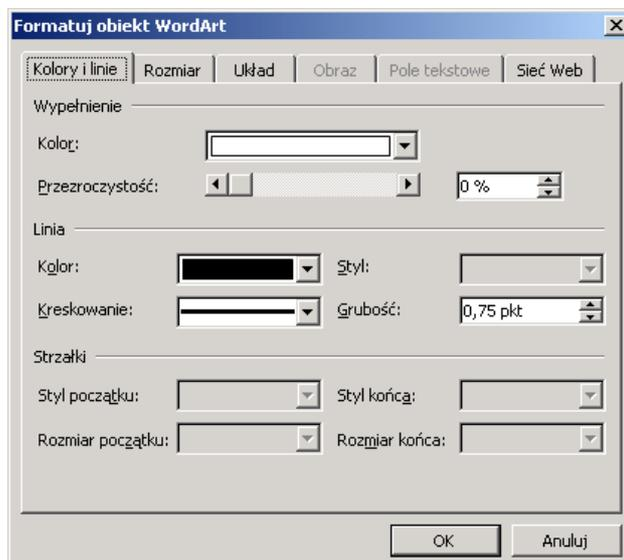 Formatuj obiekt WordArt
Kolory i linie Rozmiar Układ Obraz Pole tekstowe Sieć Web
Wypełnienie
Kolor:
Przezroczystość: 0 %
Linia
Kolor: Styl:
Kreskowanie: Grubość: 0,75 pkt
Strzałki
Styl początku: Styl końca:
Rozmiar początku: Rozmiar końca:
OK Anuluj